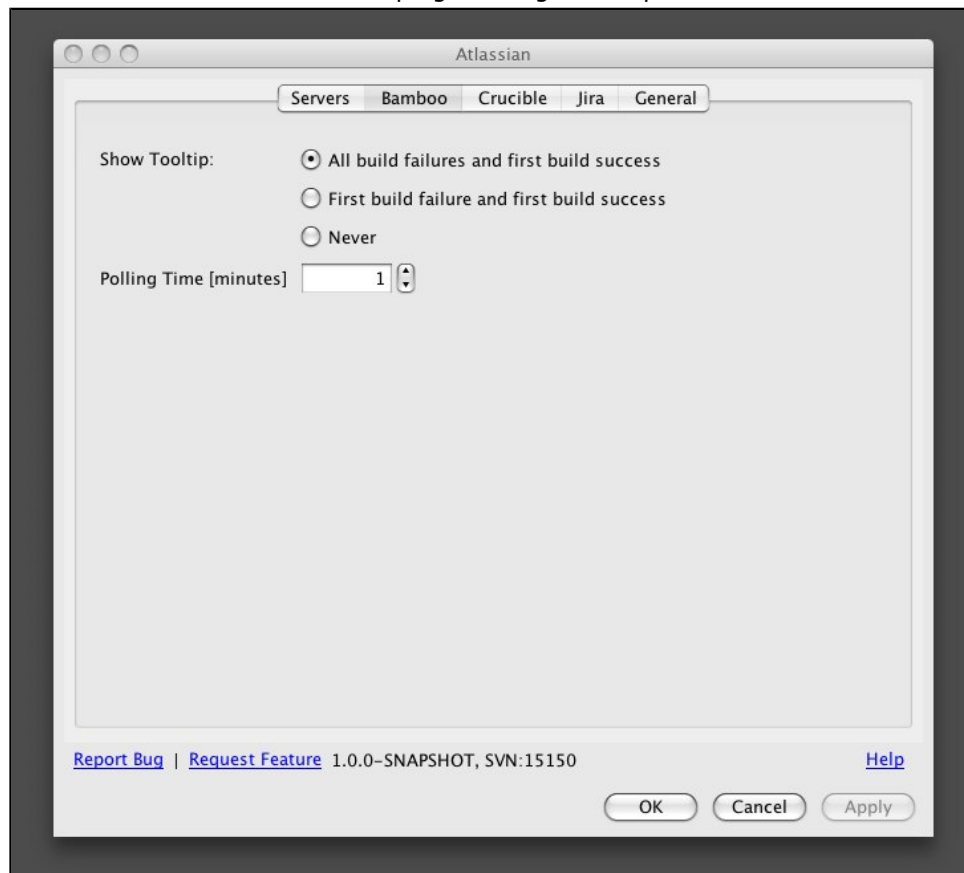 Atlassian
Servers Bamboo Crucible Jira General
Show Tooltip: All build failures and first build success
First build failure and first build success
Never
Polling Time [minutes] 1
Report Bug | Request Feature 1.0.0-SNAPSHOT, SVN:15150 Help
OK Cancel Apply